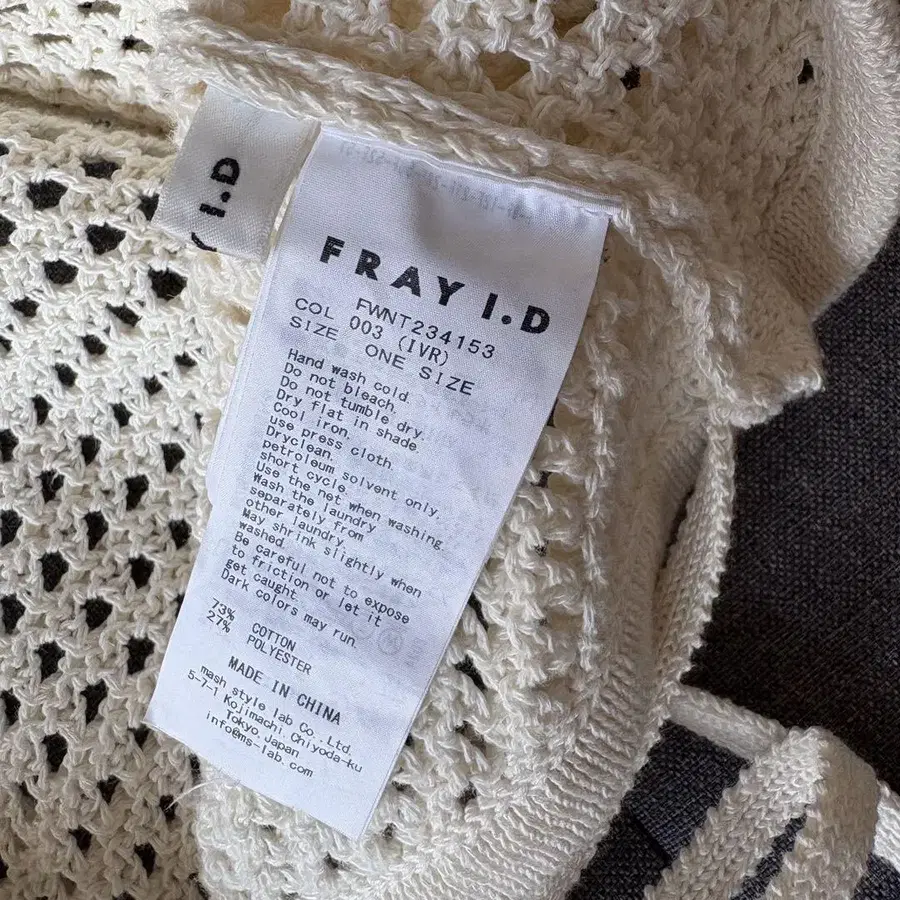 I.D
FRAY I.D
FWNT234153
COL 003 (IVR)
SIZE ONE SIZE
Hand wash cold.
Do not bleach.
Do not tumble dry.
Dry flat in shade.
Cool iron.
use press cloth.
Dryclean.
petroleum solvent only,
short cycle.
Use the net when washing.
Wash the laundry
separately from
other laundry.
May shrink slightly when
washed.
Be careful not to expose
to friction or let it
get caught.
Dark colors may run.
73% COTTON
27% POLYESTER
MADE IN CHINA
mash style lab Co., Ltd.
5-7-1 Kojimachi, Chiyoda-ku
Tokyo, Japan
info@ms-lab.com